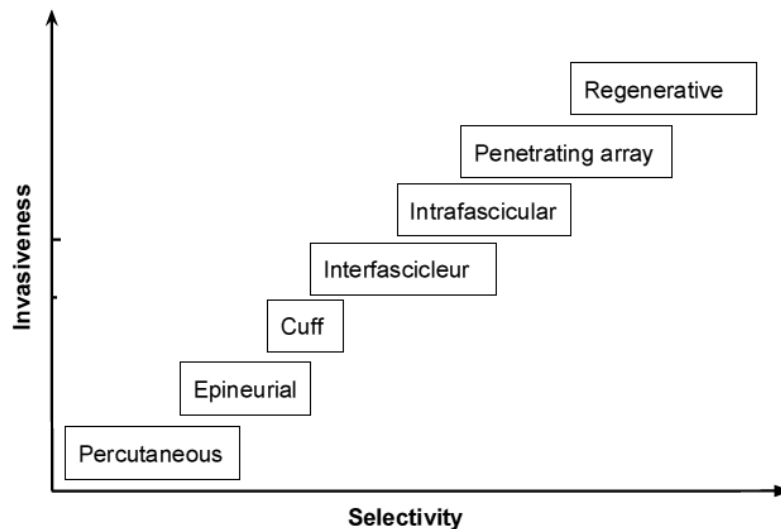 Regenerative
Penetrating array
Intrafascicular
Interfascicleur
Cuff
Epineurial
Percutaneous
Invasiveness
Selectivity